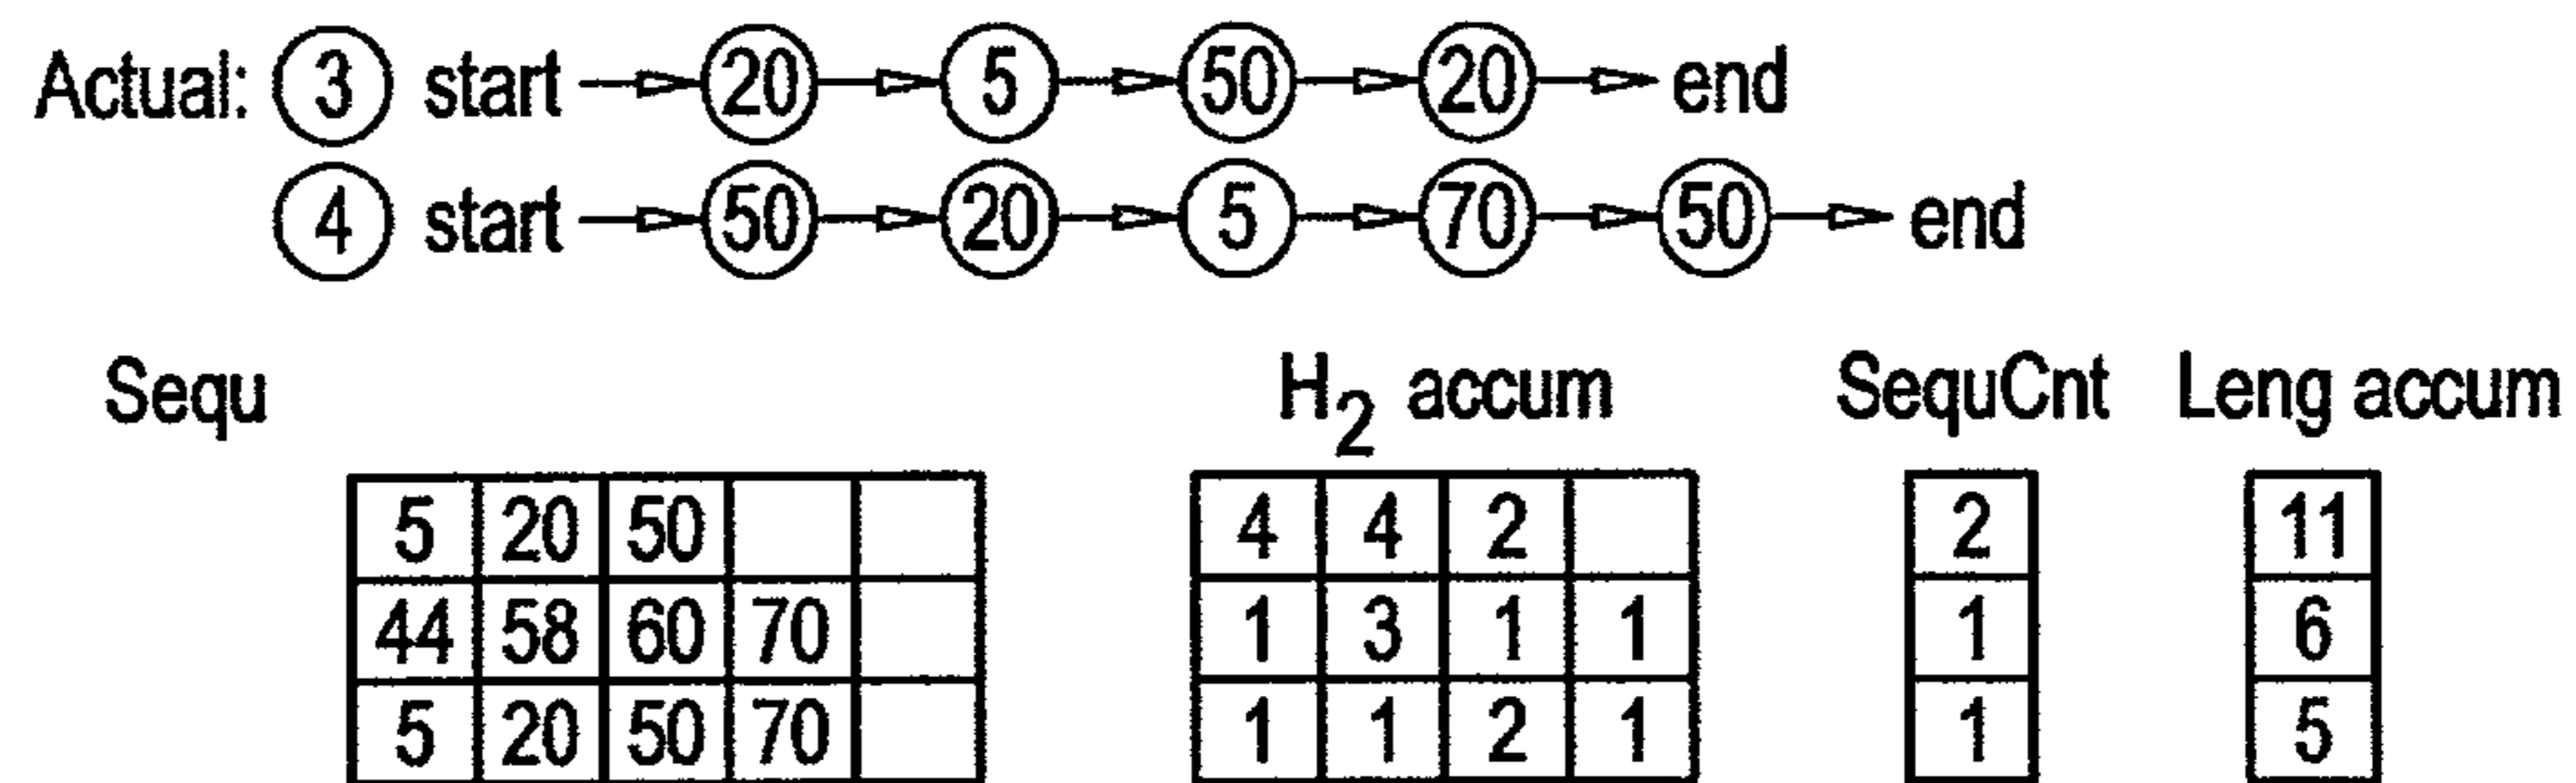 Actual: 3 start 20 5 50 20 end
4 start 50 20 5 70 50 end
Sequ H2 accum SequCnt Leng accum
5 20 50 4 4 2 2 11
44 58 60 70 1 3 1 1 1 6
5 20 50 70 1 1 2 1 1 5